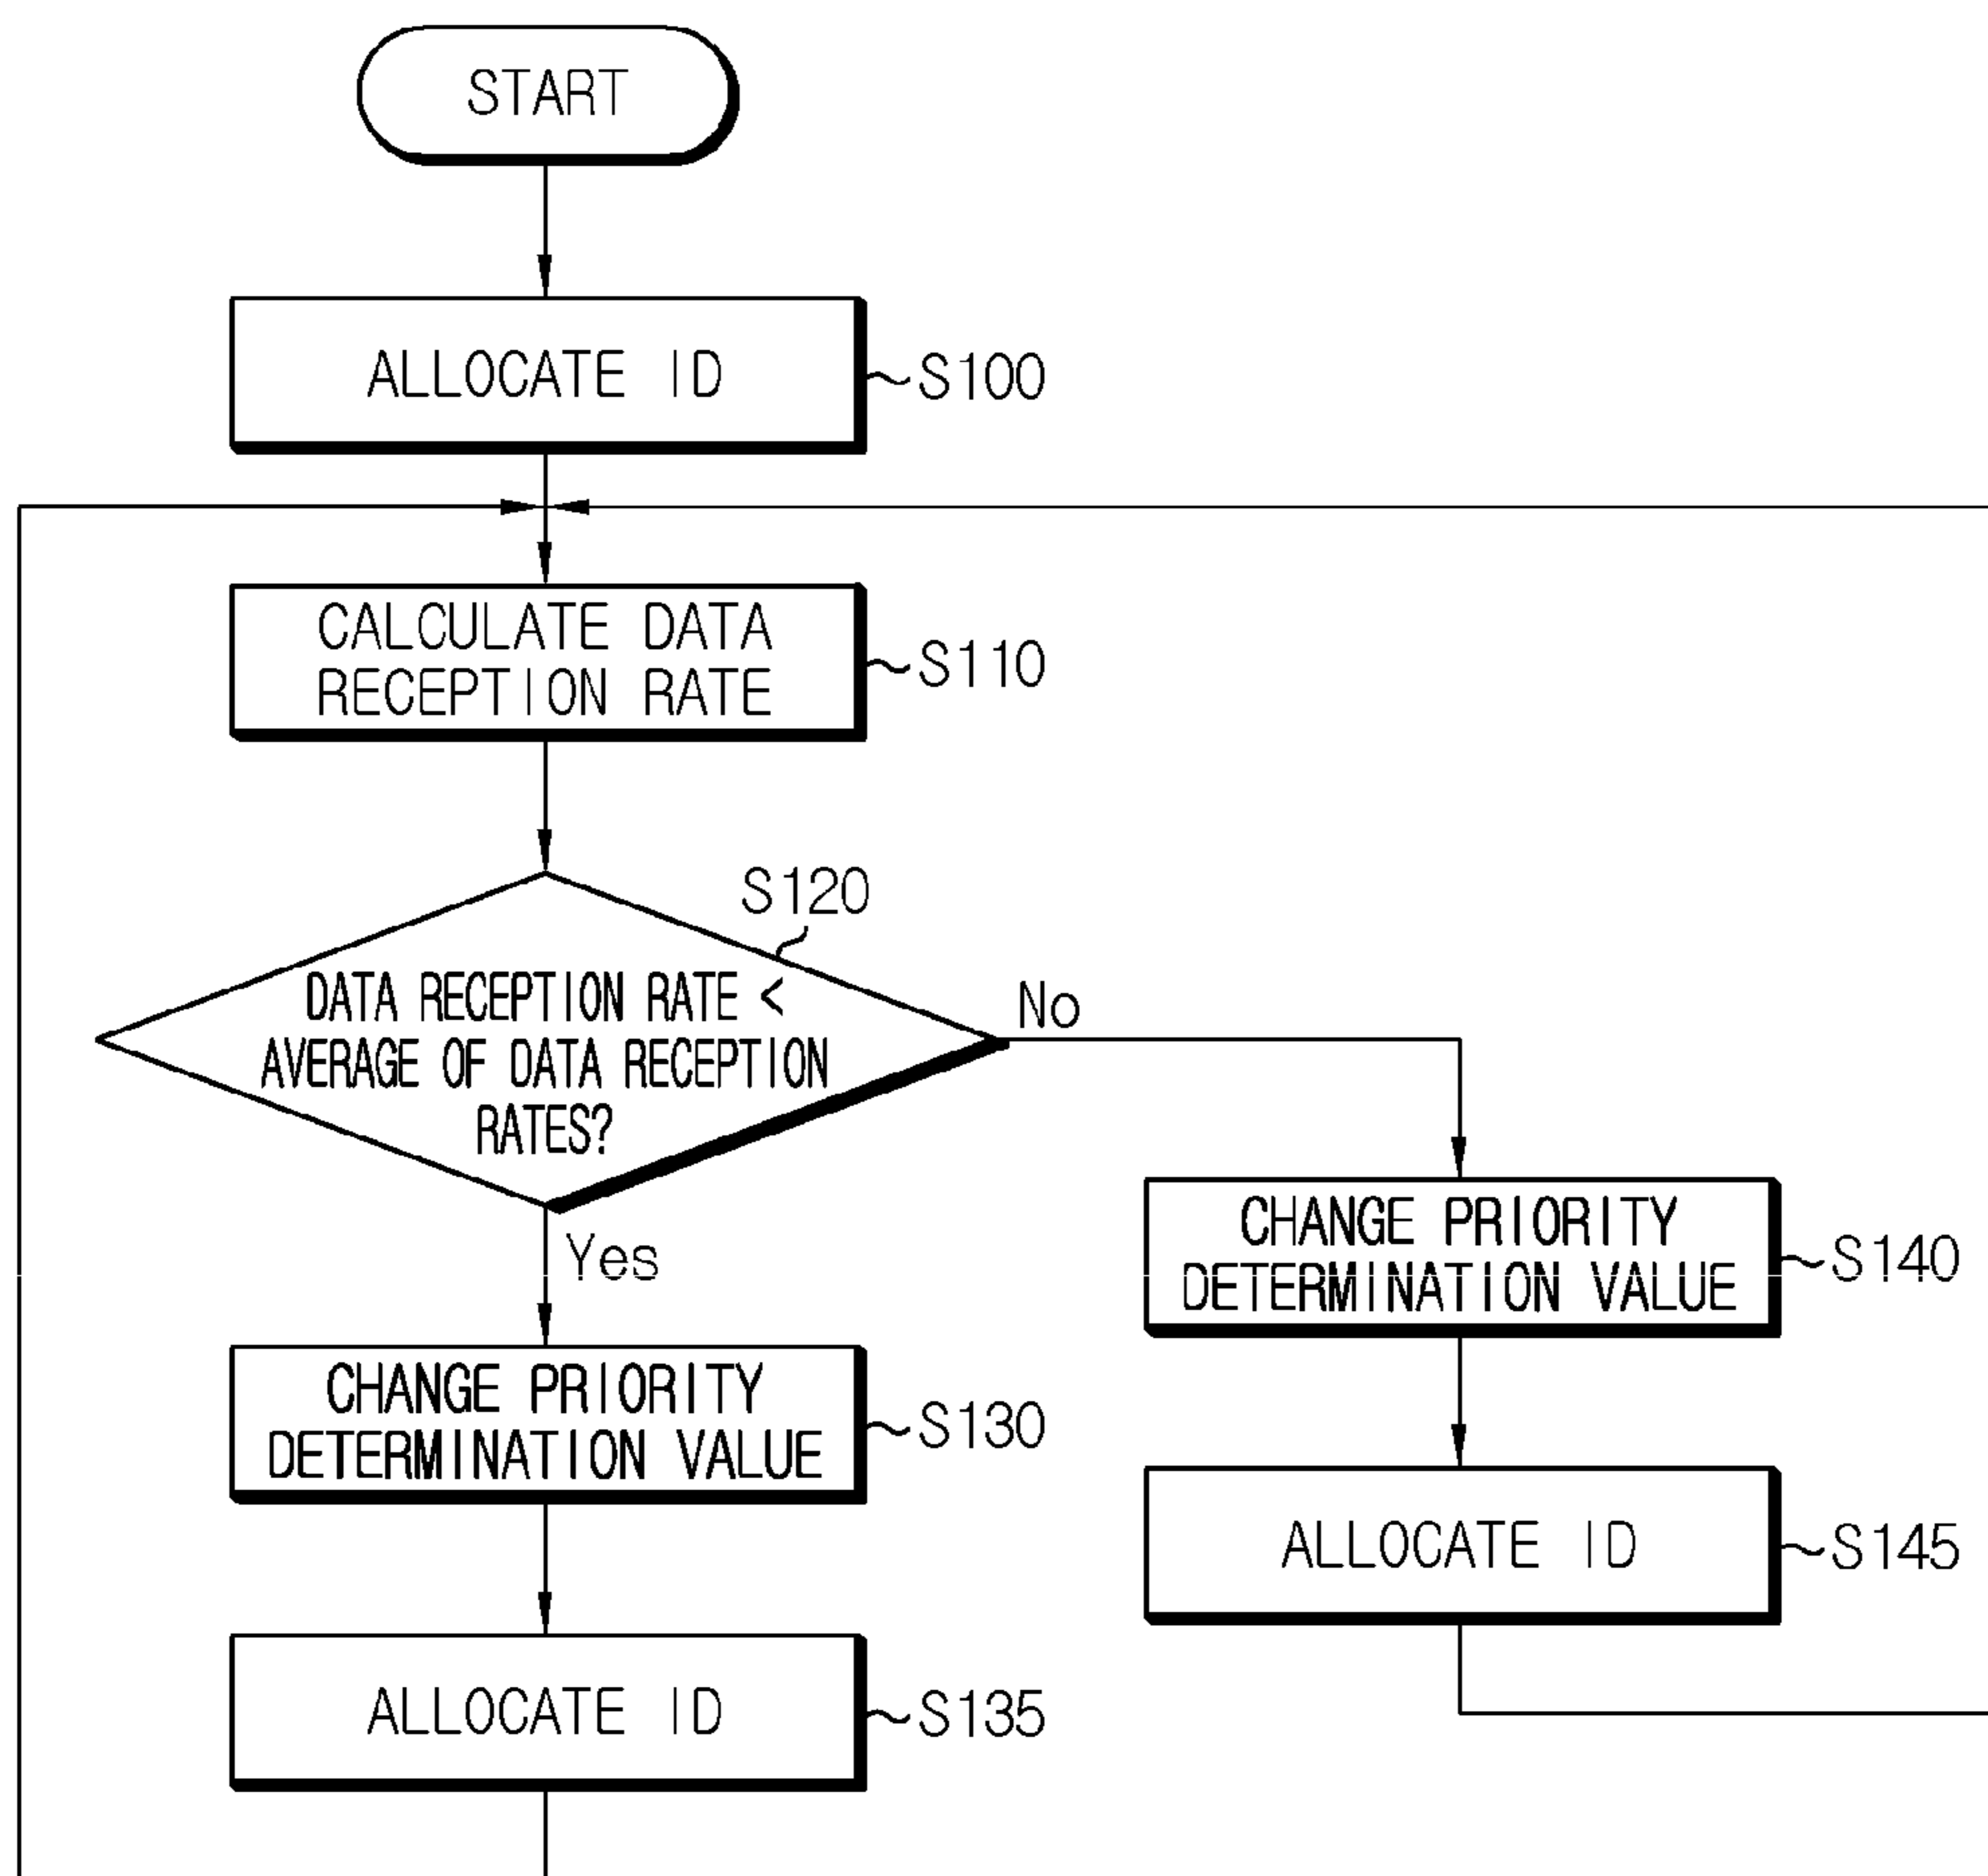 START
ALLOCATE ID
S100
CALCULATE DATA
RECEPTION RATE
S110
S120
DATA RECEPTION RATE <
AVERAGE OF DATA RECEPTION
RATES?
No
Yes
CHANGE PRIORITY
DETERMINATION VALUE
S140
CHANGE PRIORITY
DETERMINATION VALUE
S130
ALLOCATE ID
S145
ALLOCATE ID
S135